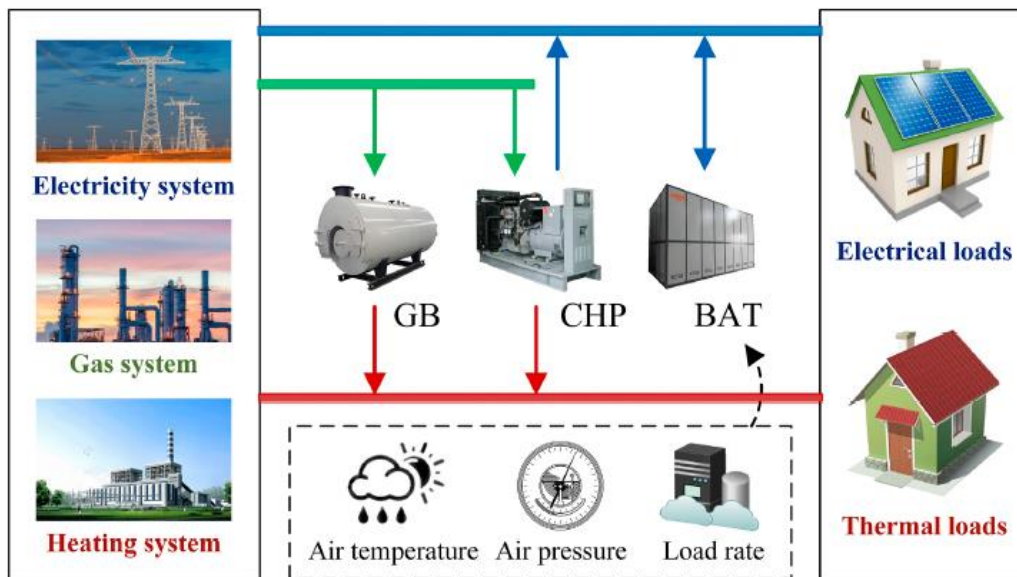 Electricity system
Gas system
Heating system
GB
CHP
BAT
Air temperature
Air pressure
Load rate
Electrical loads
Thermal loads